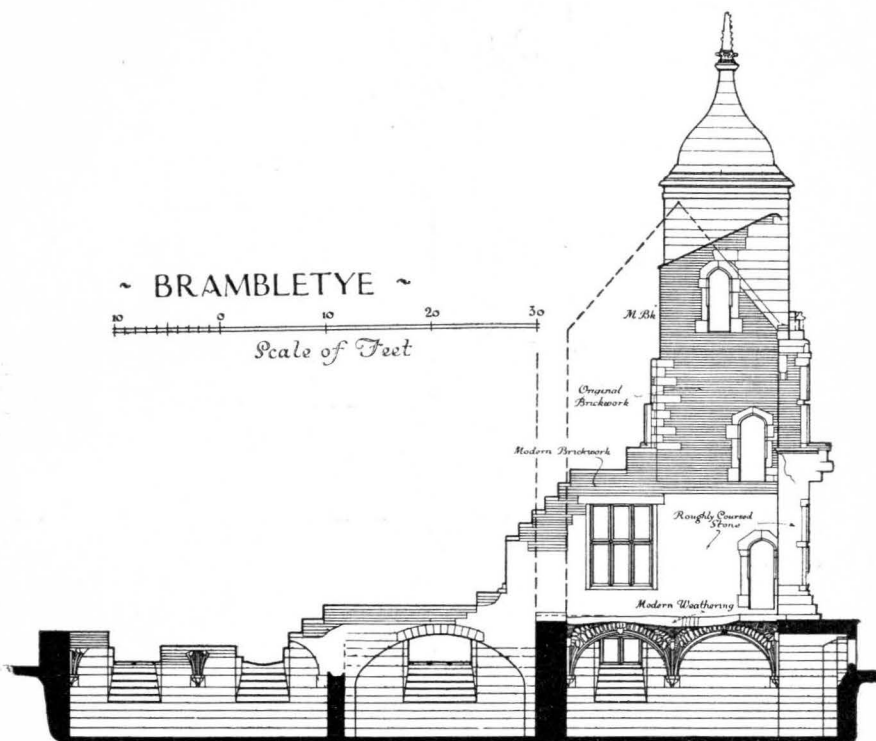 ~ BRAMBLETYE ~
10 0 10 20 30
Scale of Feet
M. Bk
Original
Brickwork
Modern Brickwork
Roughly Coursed
Stone
Modern Weathering